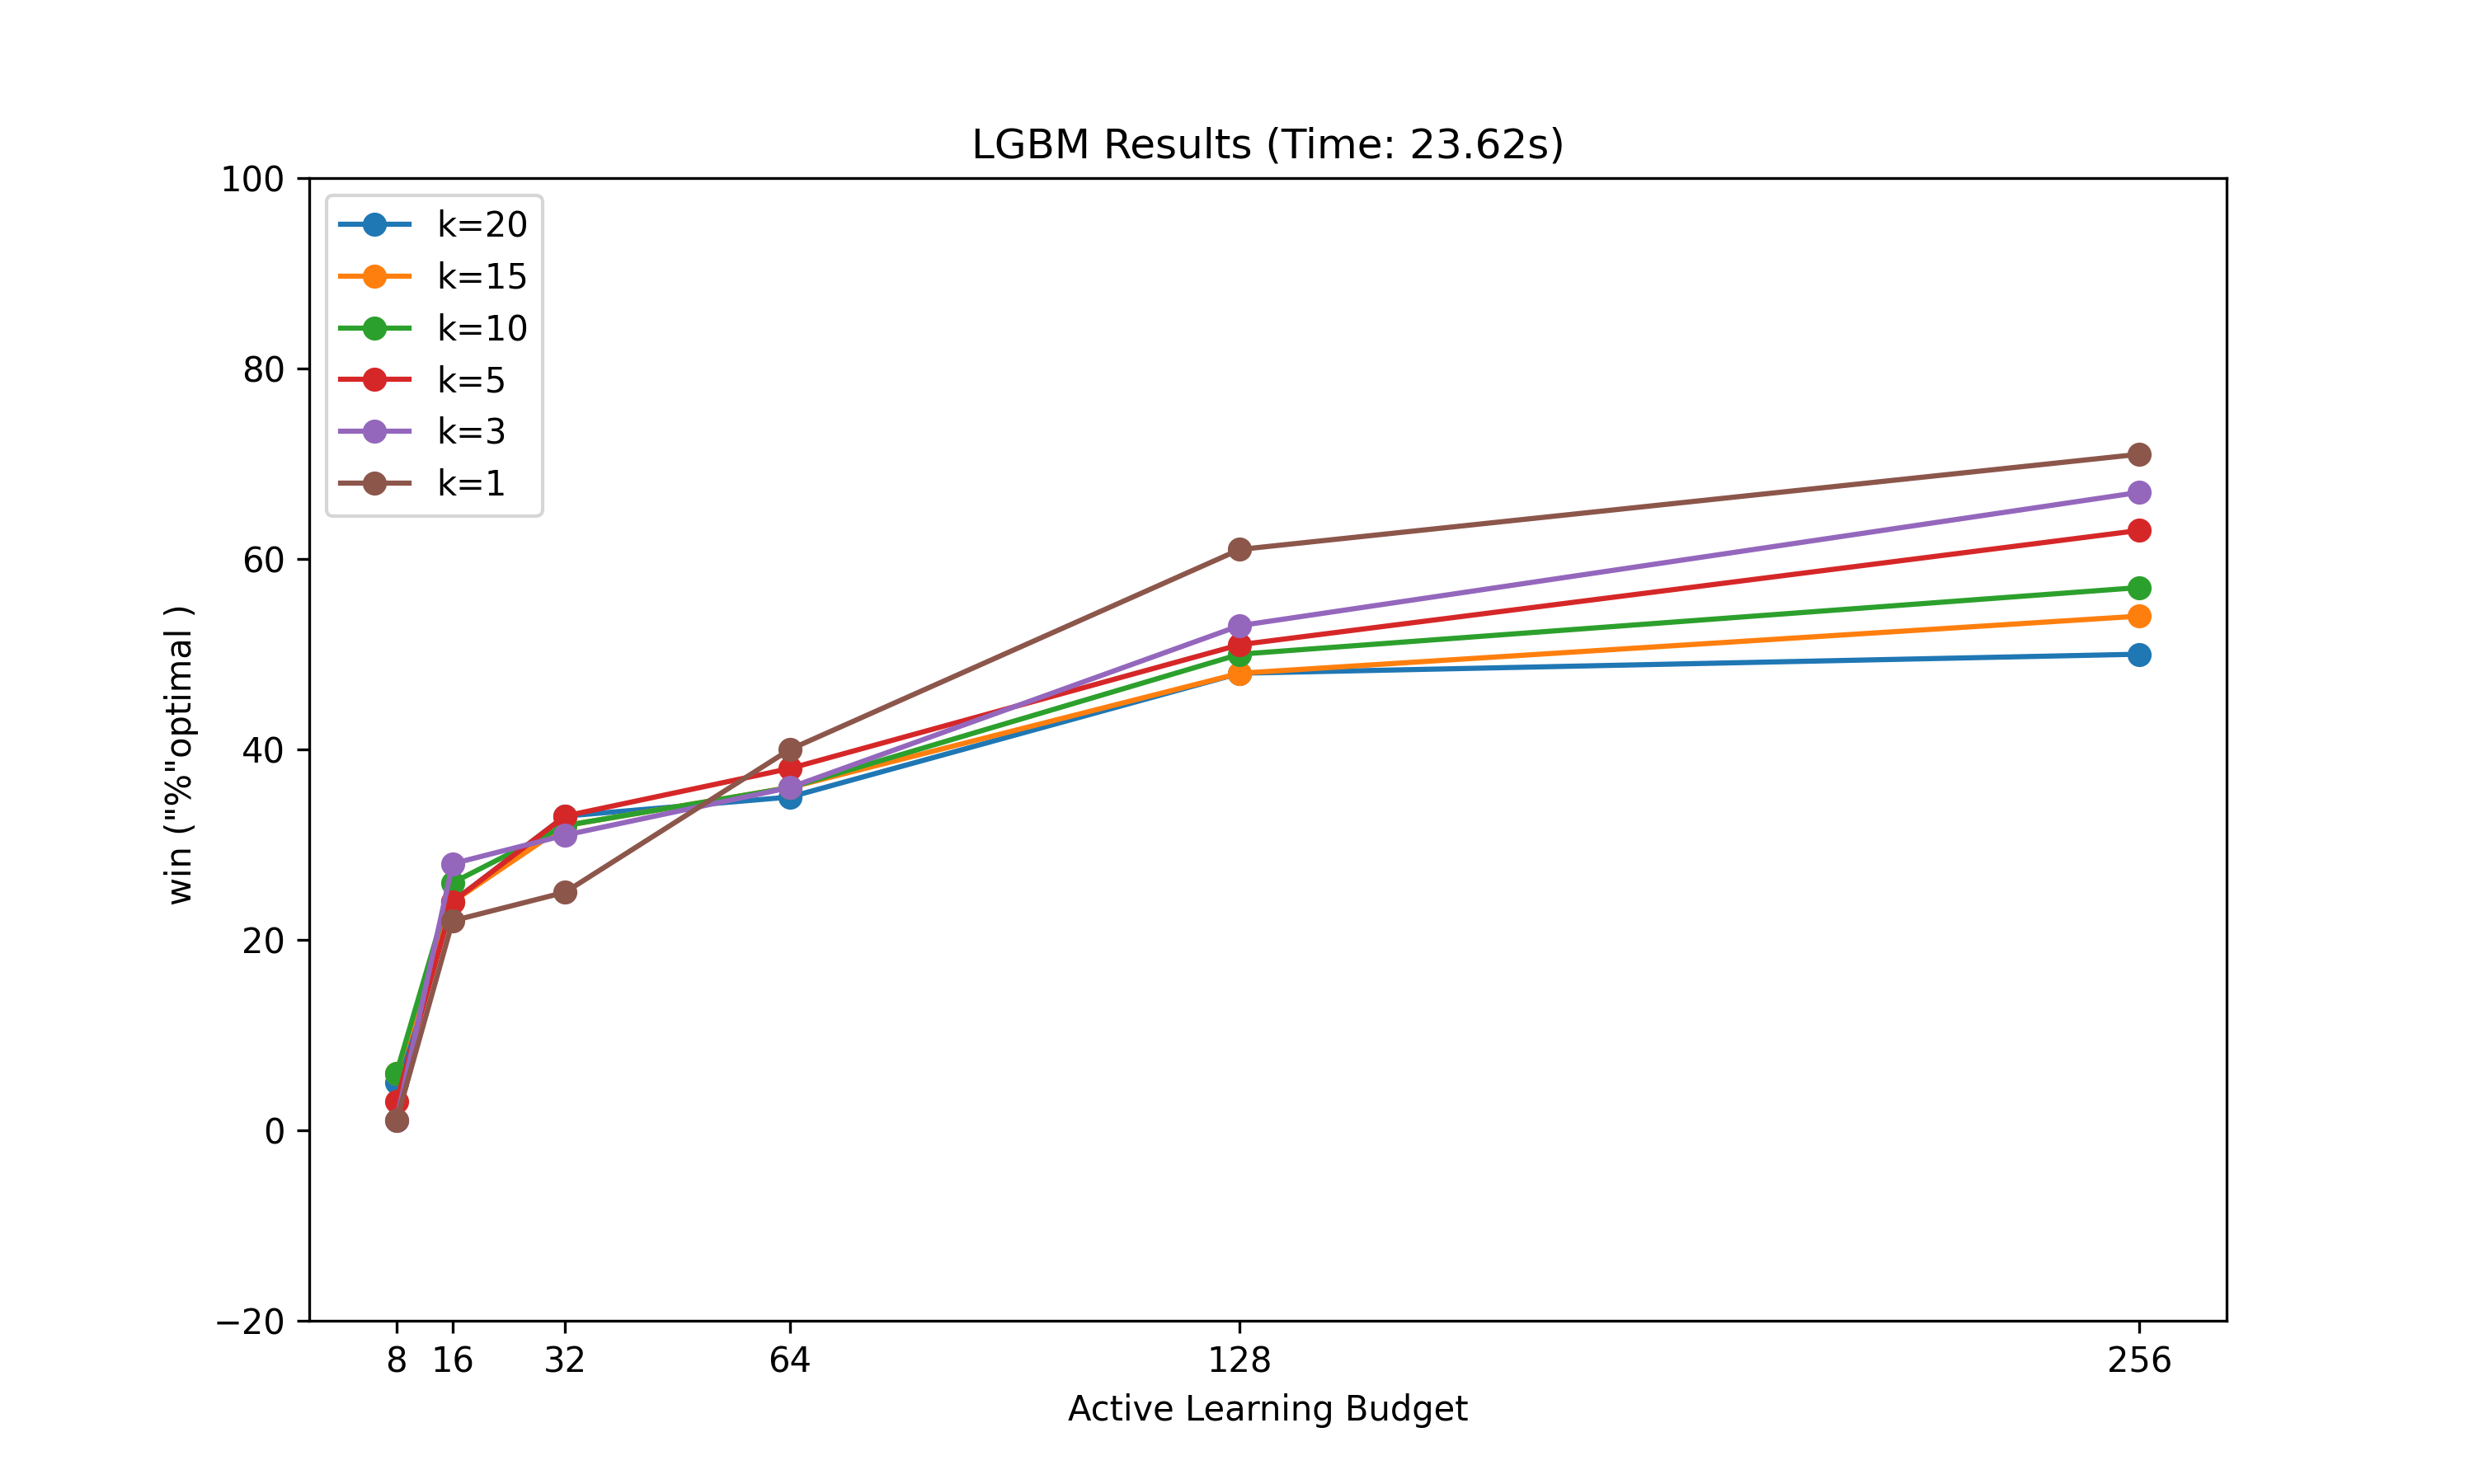 LGBM Results (Time: 23.62s)
100
80
60
40
20
0
−20
win ("%"optimal )
k=20
k=15
k=10
k=5
k=3
k=1
8 16 32 64 128 256
Active Learning Budget